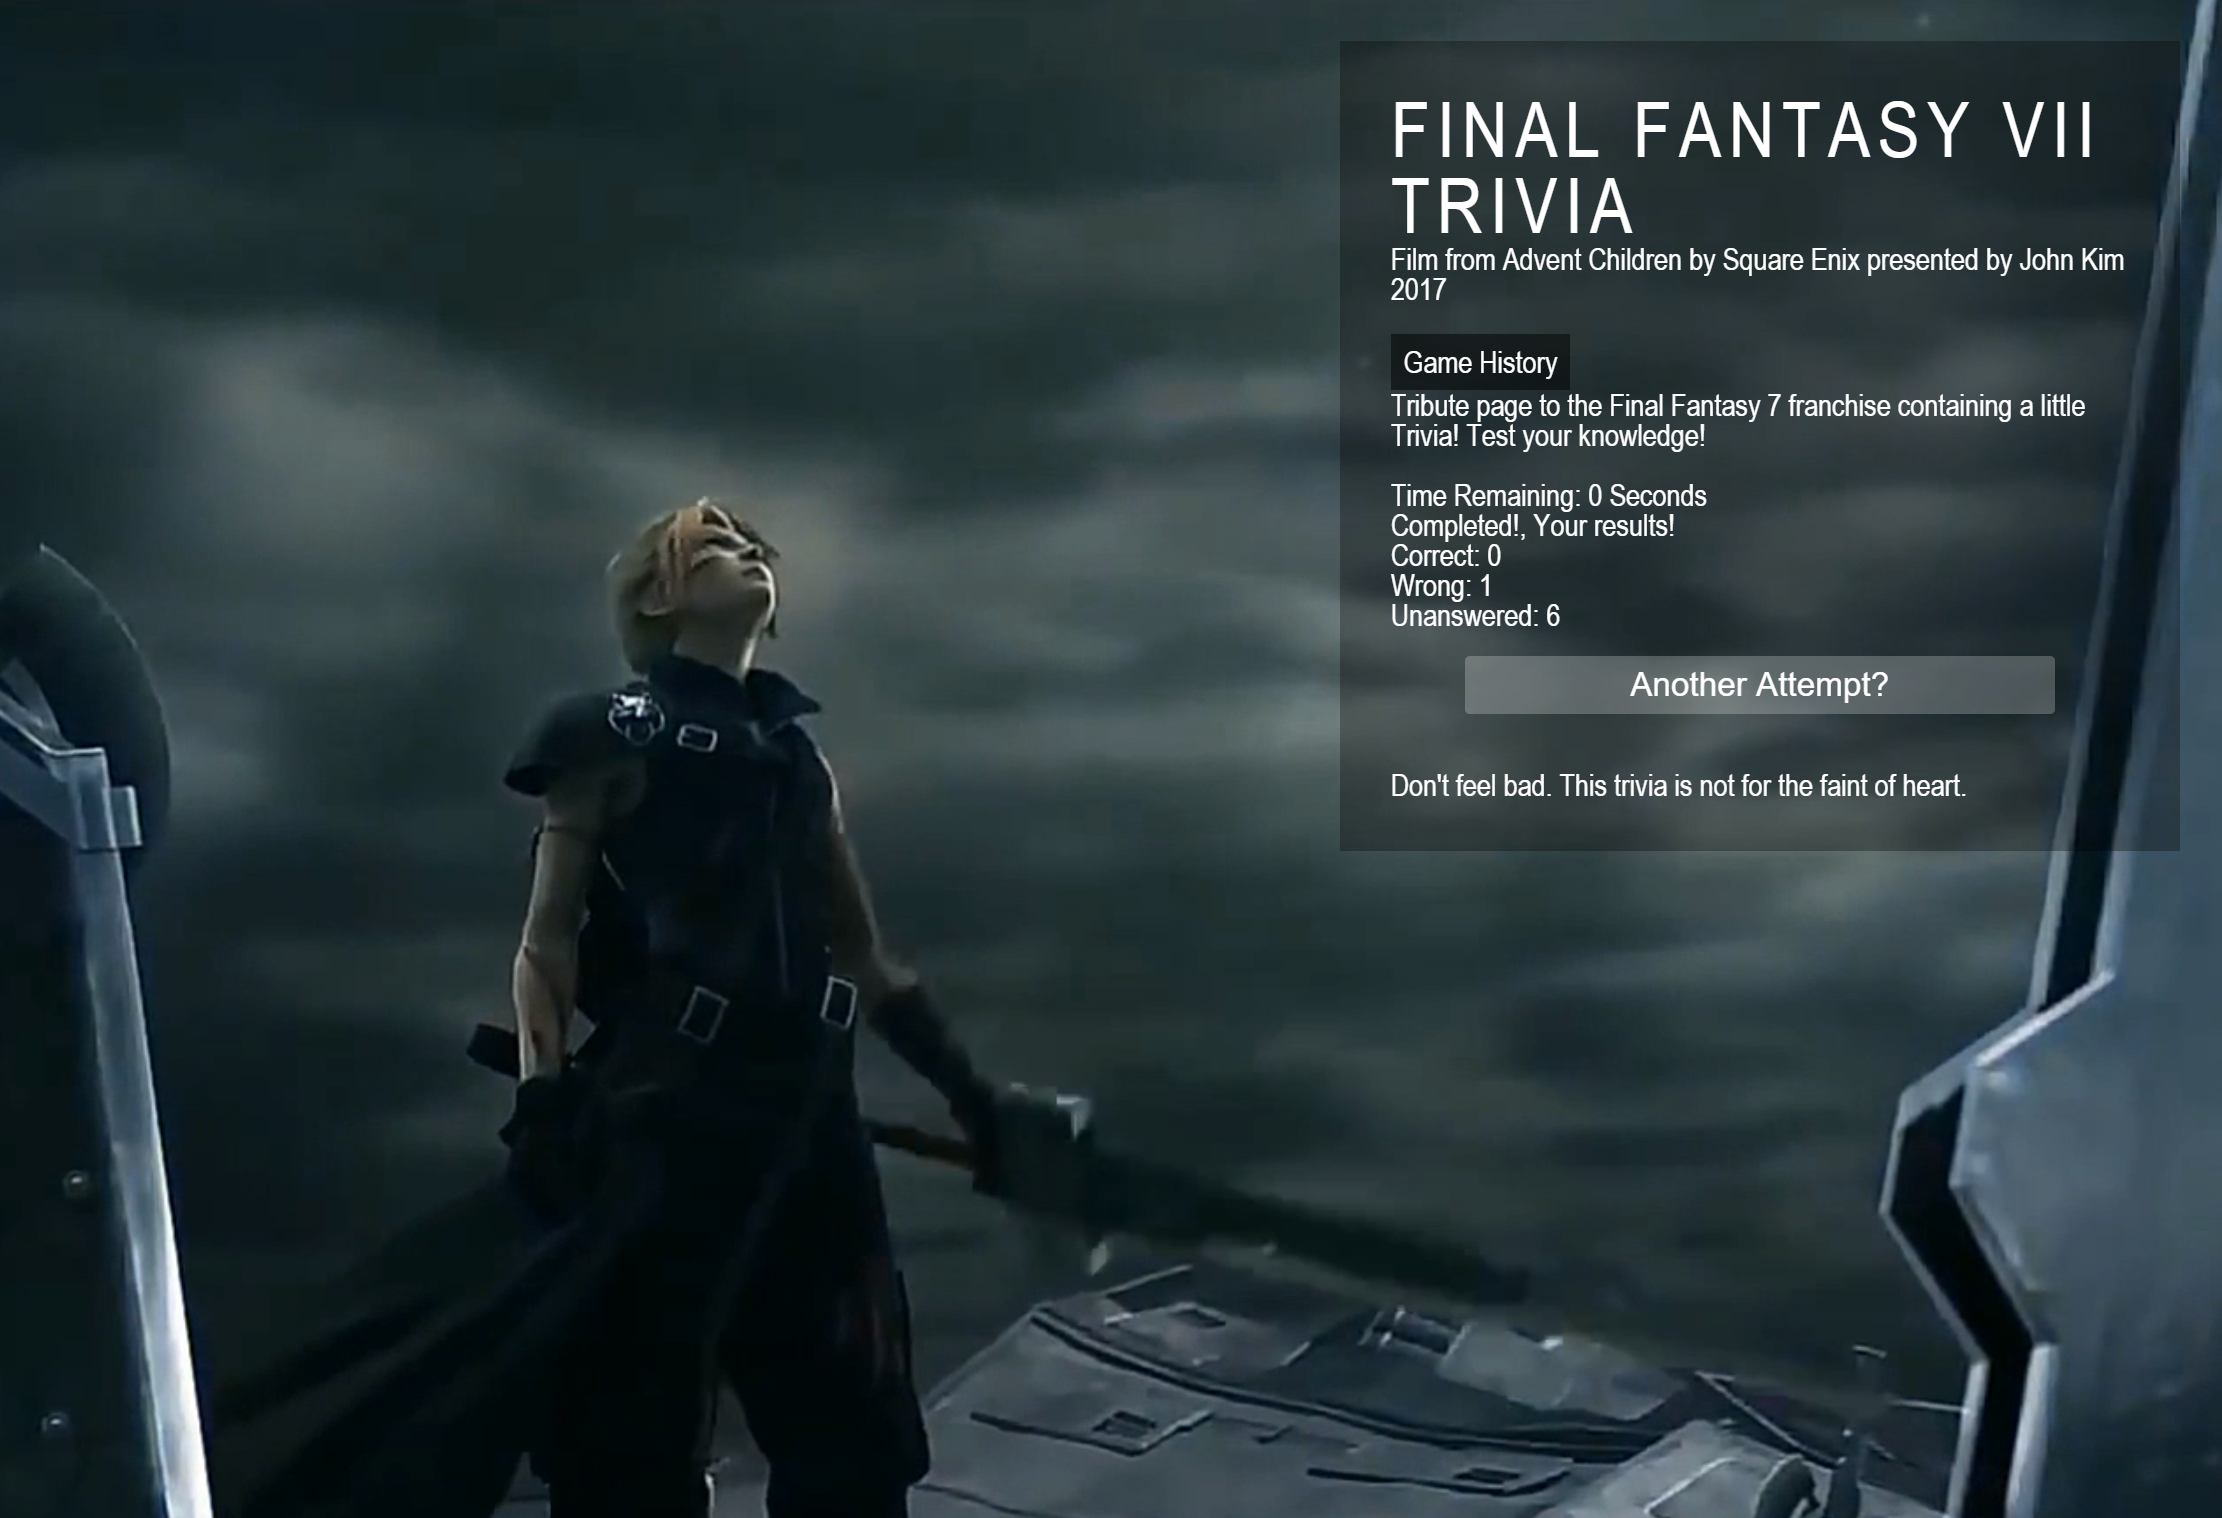 FINAL FANTASY VII
TRIVIA
Film from Advent Children by Square Enix presented by John Kim
2017
Game History
Tribute page to the Final Fantasy 7 franchise containing a little
Trivia! Test your knowledge!
Time Remaining: 0 Seconds
Completed!, Your results!
Correct: 0
Wrong: 1
Unanswered: 6
Another Attempt?
Don't feel bad. This trivia is not for the faint of heart.